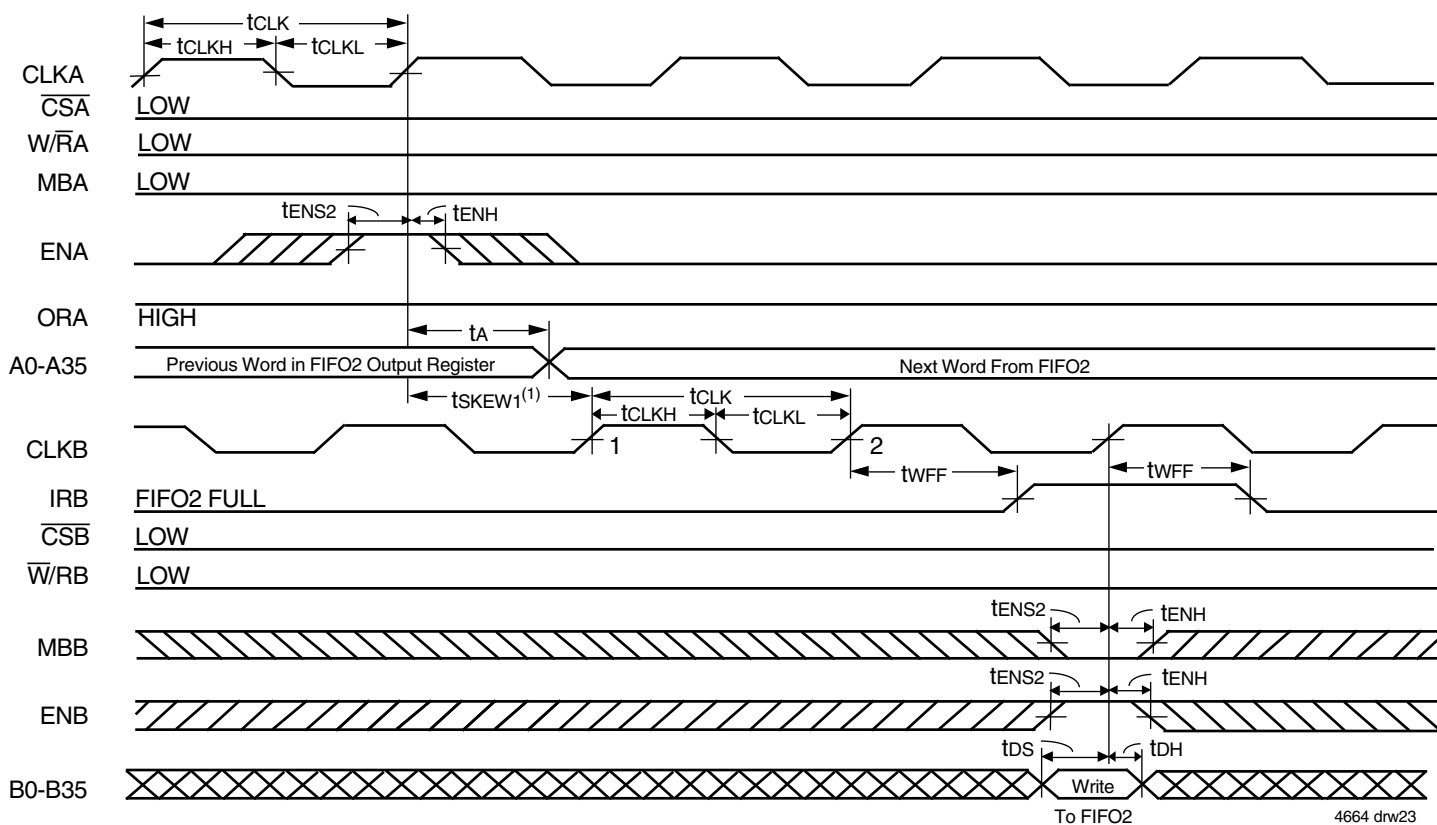 tCLK
tCLKH
tCLKL
CLKA
CSA
LOW
W/RA
LOW
MBA
LOW
tENS2
tENH
ENA
ORA
HIGH
tA
A0-A35
Previous Word in FIFO2 Output Register
Next Word From FIFO2
tSKEW1(1)
tCLK
tCLKH
tCLKL
CLKB
1
2
tWFF
tWFF
IRB
FIFO2 FULL
CSB
LOW
W/RB
LOW
tENS2
tENH
MBB
tENS2
tENH
ENB
tDS
tDH
B0-B35
Write
To FIFO2
4664 drw23